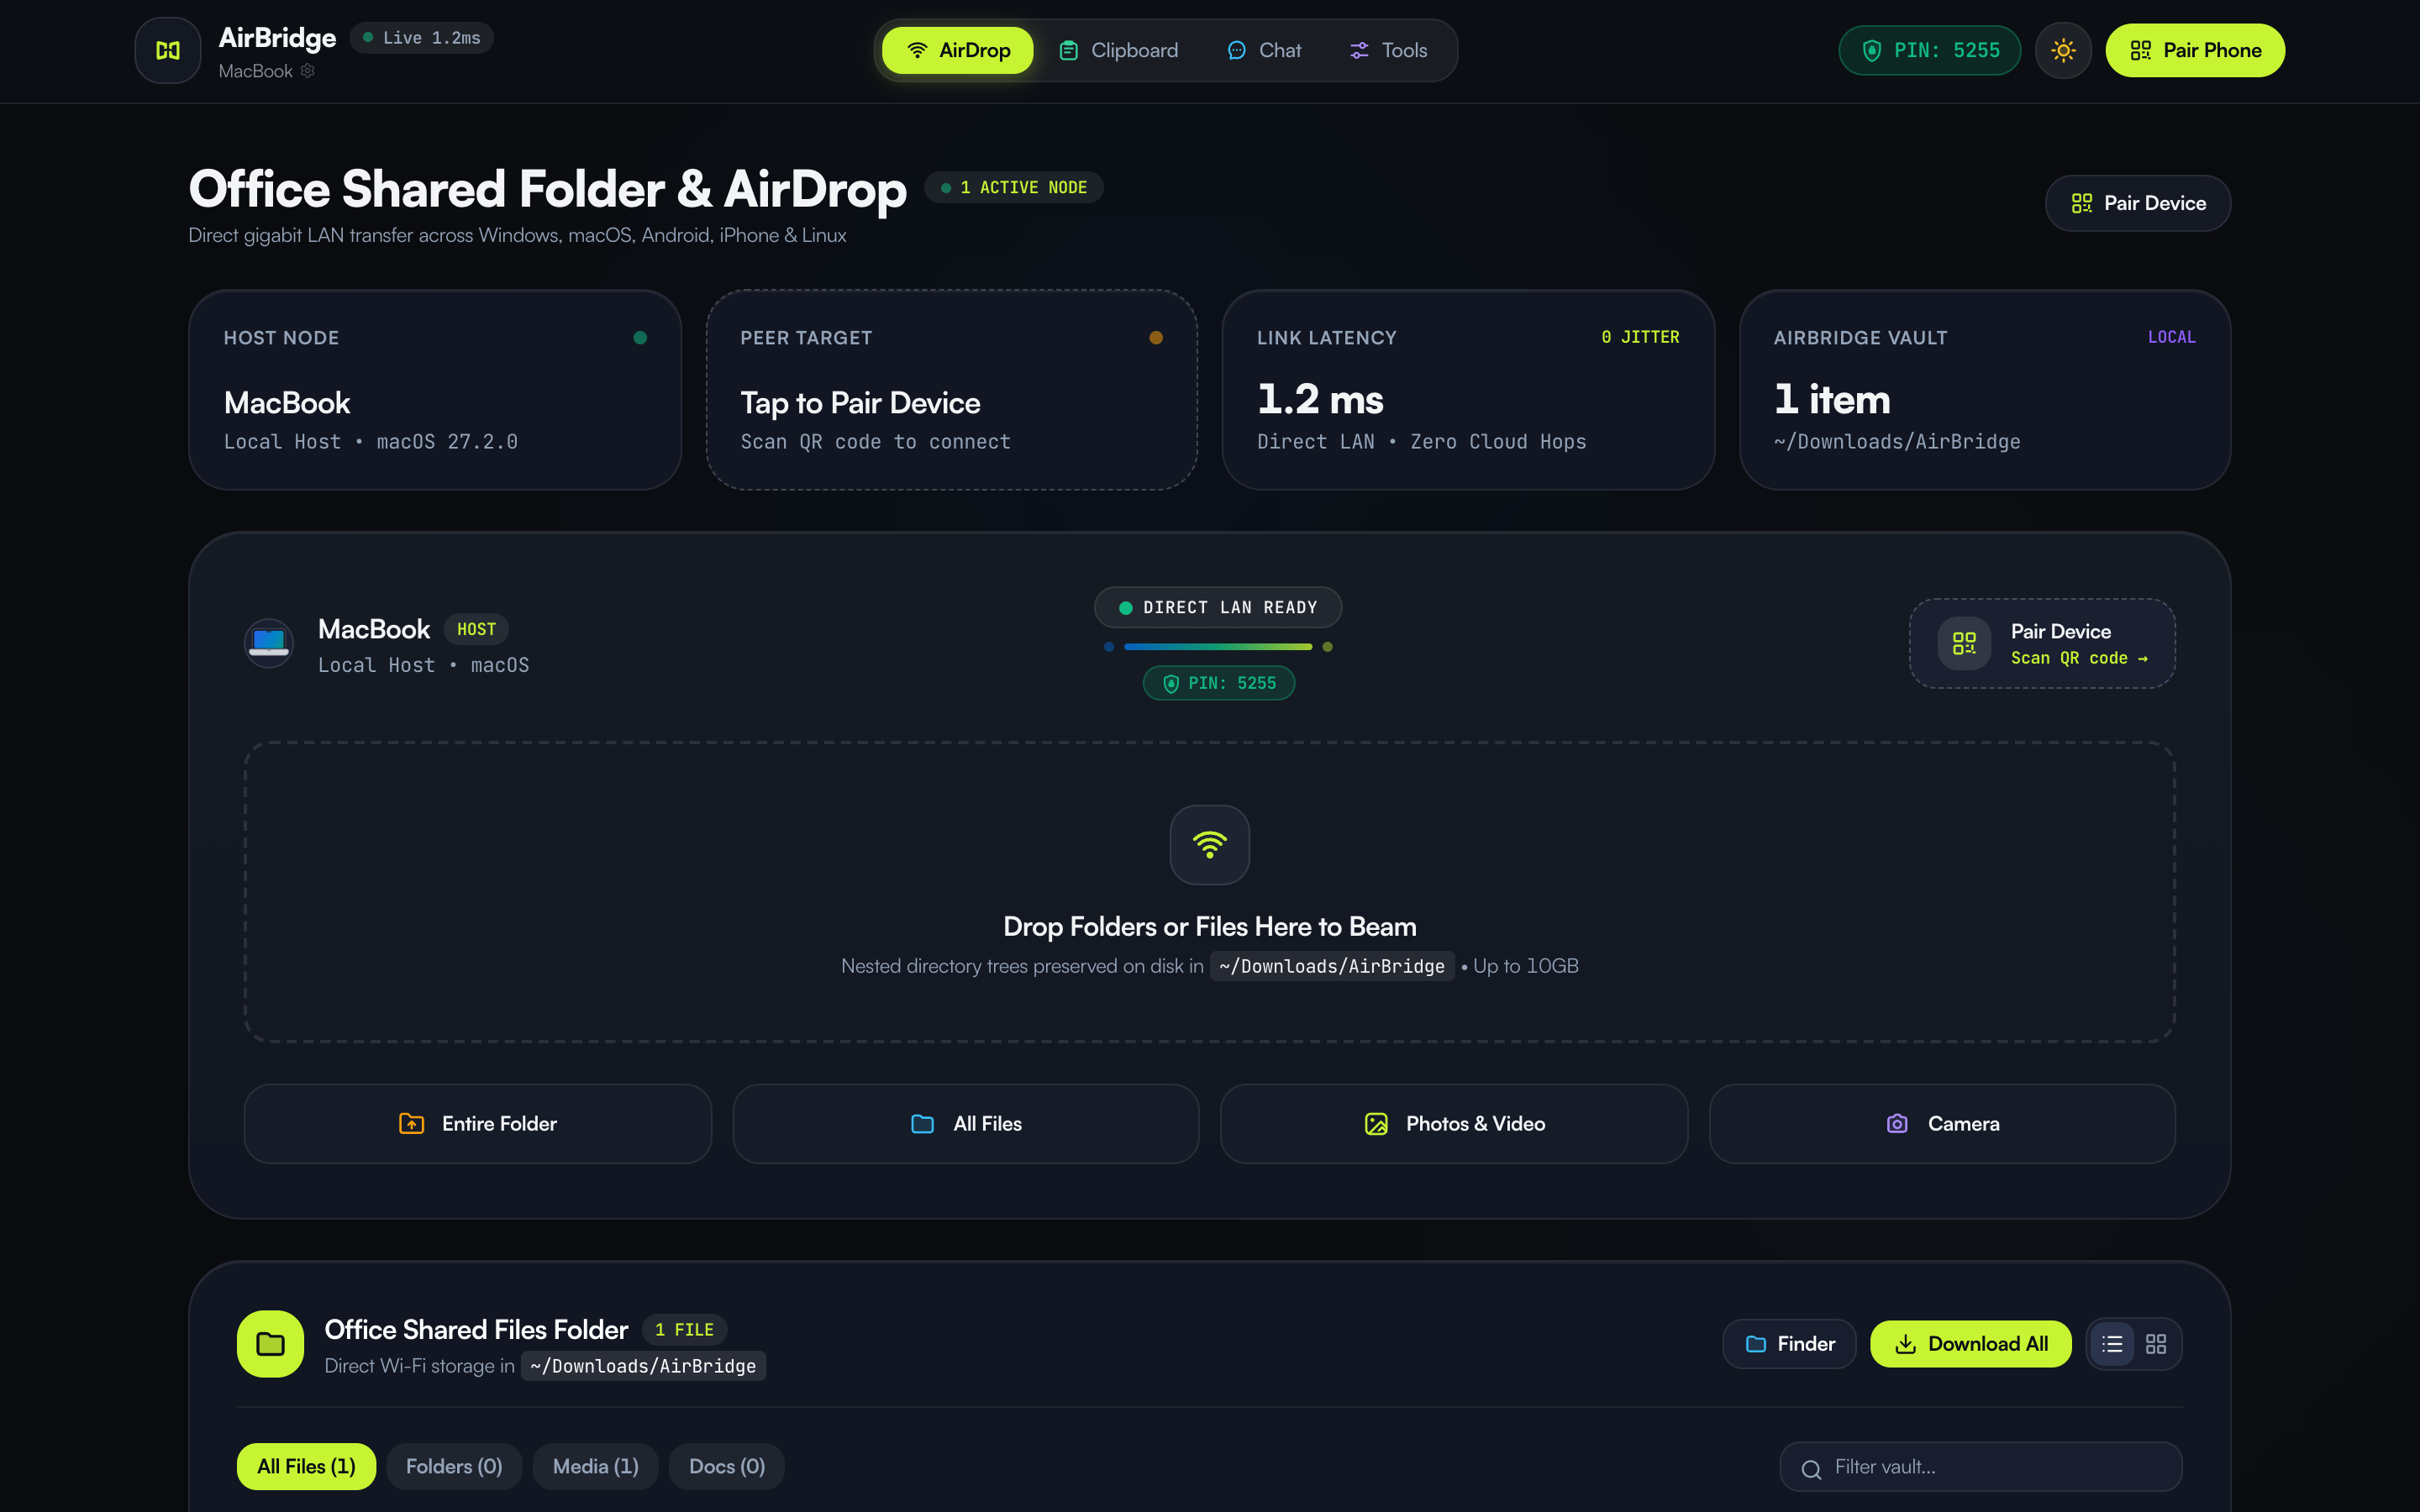 AirBridge
Live 1.2ms
MacBook
AirDrop
Clipboard
Chat
Tools
PIN: 5255
Pair Phone
Office Shared Folder & AirDrop
1 ACTIVE NODE
Direct gigabit LAN transfer across Windows, macOS, Android, iPhone & Linux
Pair Device
HOST NODE
MacBook
Local Host • macOS 27.2.0
PEER TARGET
Tap to Pair Device
Scan QR code to connect
LINK LATENCY
0 JITTER
1.2 ms
Direct LAN • Zero Cloud Hops
AIRBRIDGE VAULT
LOCAL
1 item
~/Downloads/AirBridge
MacBook
HOST
Local Host • macOS
DIRECT LAN READY
PIN: 5255
Pair Device
Scan QR code →
Drop Folders or Files Here to Beam
Nested directory trees preserved on disk in ~/Downloads/AirBridge • Up to 10GB
Entire Folder
All Files
Photos & Video
Camera
Office Shared Files Folder
1 FILE
Direct Wi-Fi storage in ~/Downloads/AirBridge
Finder
Download All
All Files (1)
Folders (0)
Media (1)
Docs (0)
Filter vault...